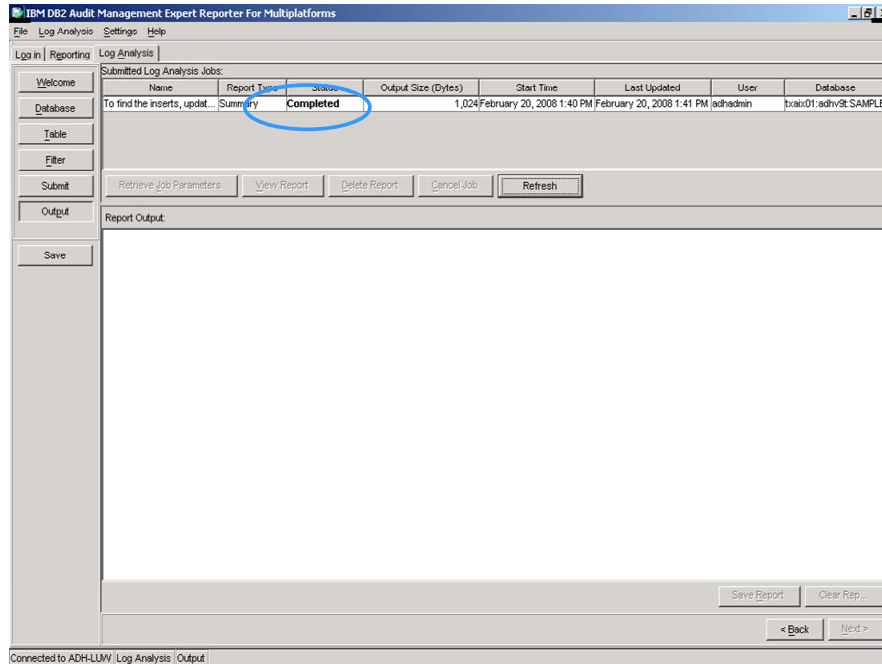 IBM DB2 Audit Management Expert Reporter For Multiplatforms
File Log Analysis Settings Help
Log in Reporting Log Analysis
Welcome
Database
Table
Filter
Submit
Output
Save
Submitted Log Analysis Jobs:
Name Report Type Status Output Size (Bytes) Start Time Last Updated User Database
To find the inserts, updat... Summary Completed 1,024 February 20, 2008 1:40 PM February 20, 2008 1:41 PM adhadmin txaix01:adhv9t:SAMPLE
Retrieve Job Parameters View Report Delete Report Cancel Job Refresh
Report Output:
Save Report Clear Rep...
< Back Next >
Connected to ADH-LUW Log Analysis Output